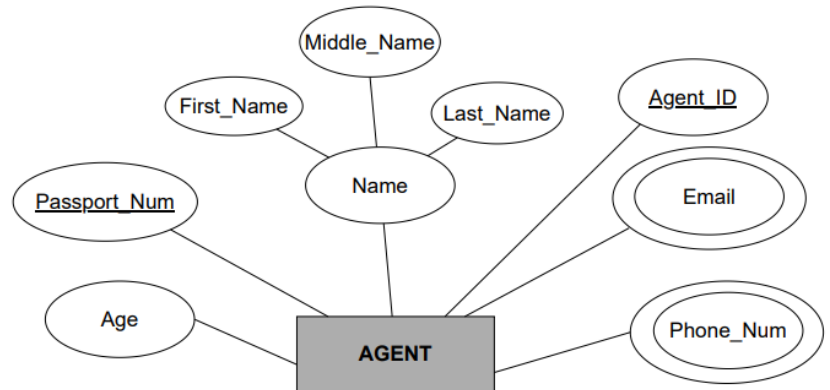 Middle_Name
First_Name
Last_Name
Agent_ID
Name
Email
Passport_Num
Age
Phone_Num
AGENT